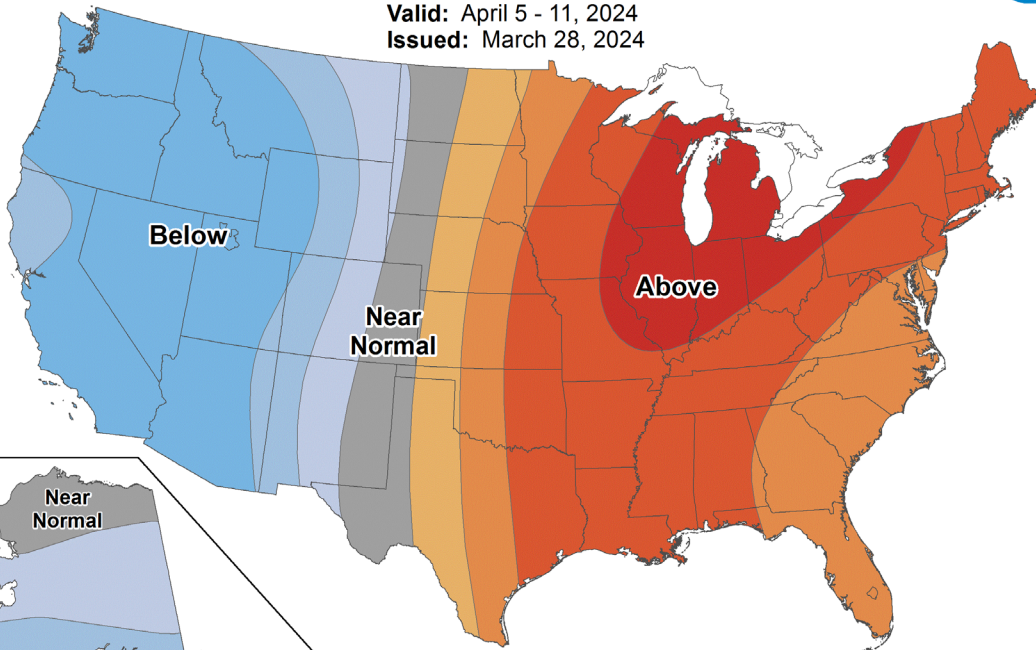 Valid: April 5 - 11, 2024
Issued: March 28, 2024
Below
Above
Near
Normal
Near
Normal